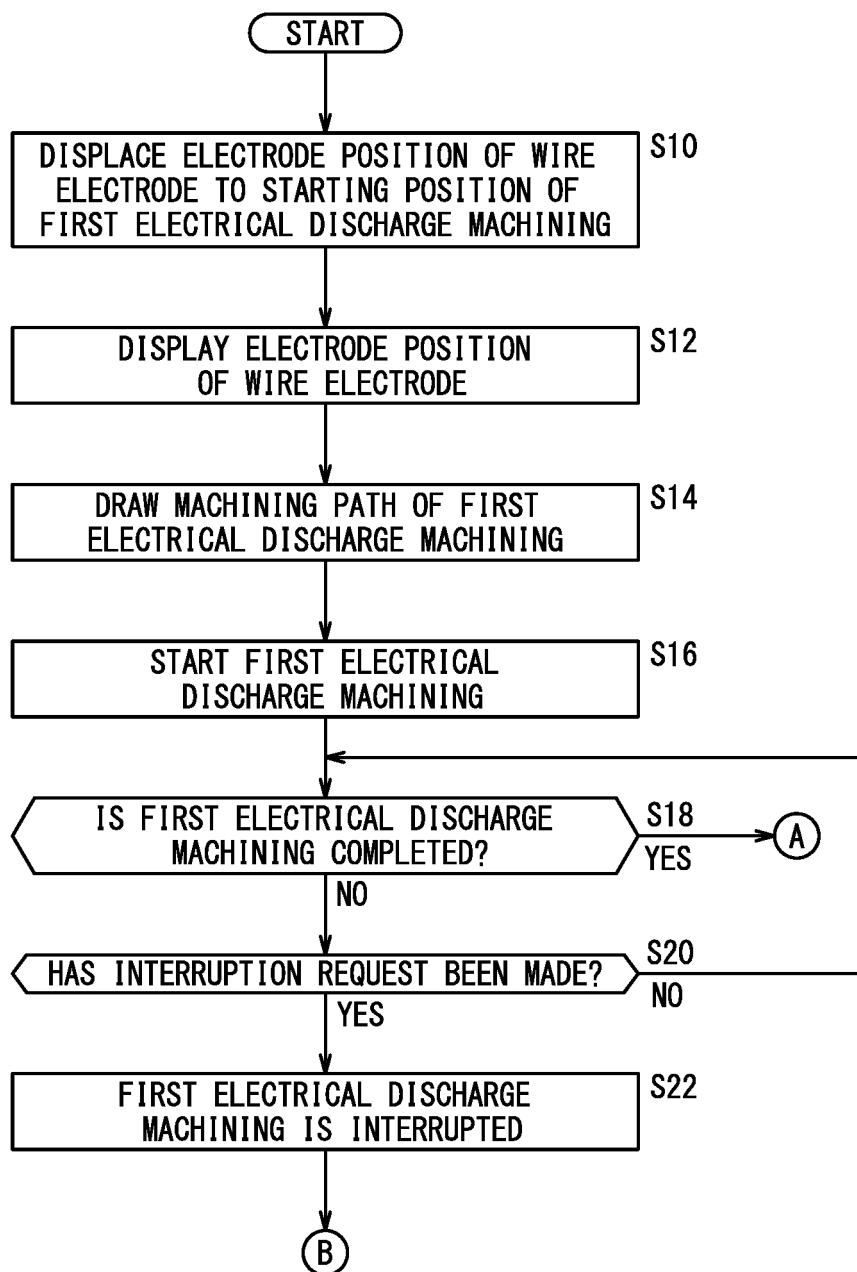 START
DISPLACE ELECTRODE POSITION OF WIRE
ELECTRODE TO STARTING POSITION OF
FIRST ELECTRICAL DISCHARGE MACHINING
S10
DISPLAY ELECTRODE POSITION
OF WIRE ELECTRODE
S12
DRAW MACHINING PATH OF FIRST
ELECTRICAL DISCHARGE MACHINING
S14
START FIRST ELECTRICAL
DISCHARGE MACHINING
S16
IS FIRST ELECTRICAL DISCHARGE
MACHINING COMPLETED?
S18
YES
A
NO
HAS INTERRUPTION REQUEST BEEN MADE?
S20
NO
YES
FIRST ELECTRICAL DISCHARGE
MACHINING IS INTERRUPTED
S22
B